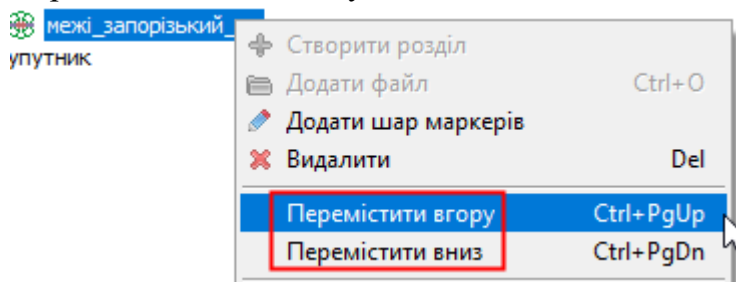 межі_запорізький_
упутник
Створити розділ
Додати файл Ctrl+O
Додати шар маркерів
Видалити Del
Перемістити вгору Ctrl+PgUp
Перемістити вниз Ctrl+PgDn